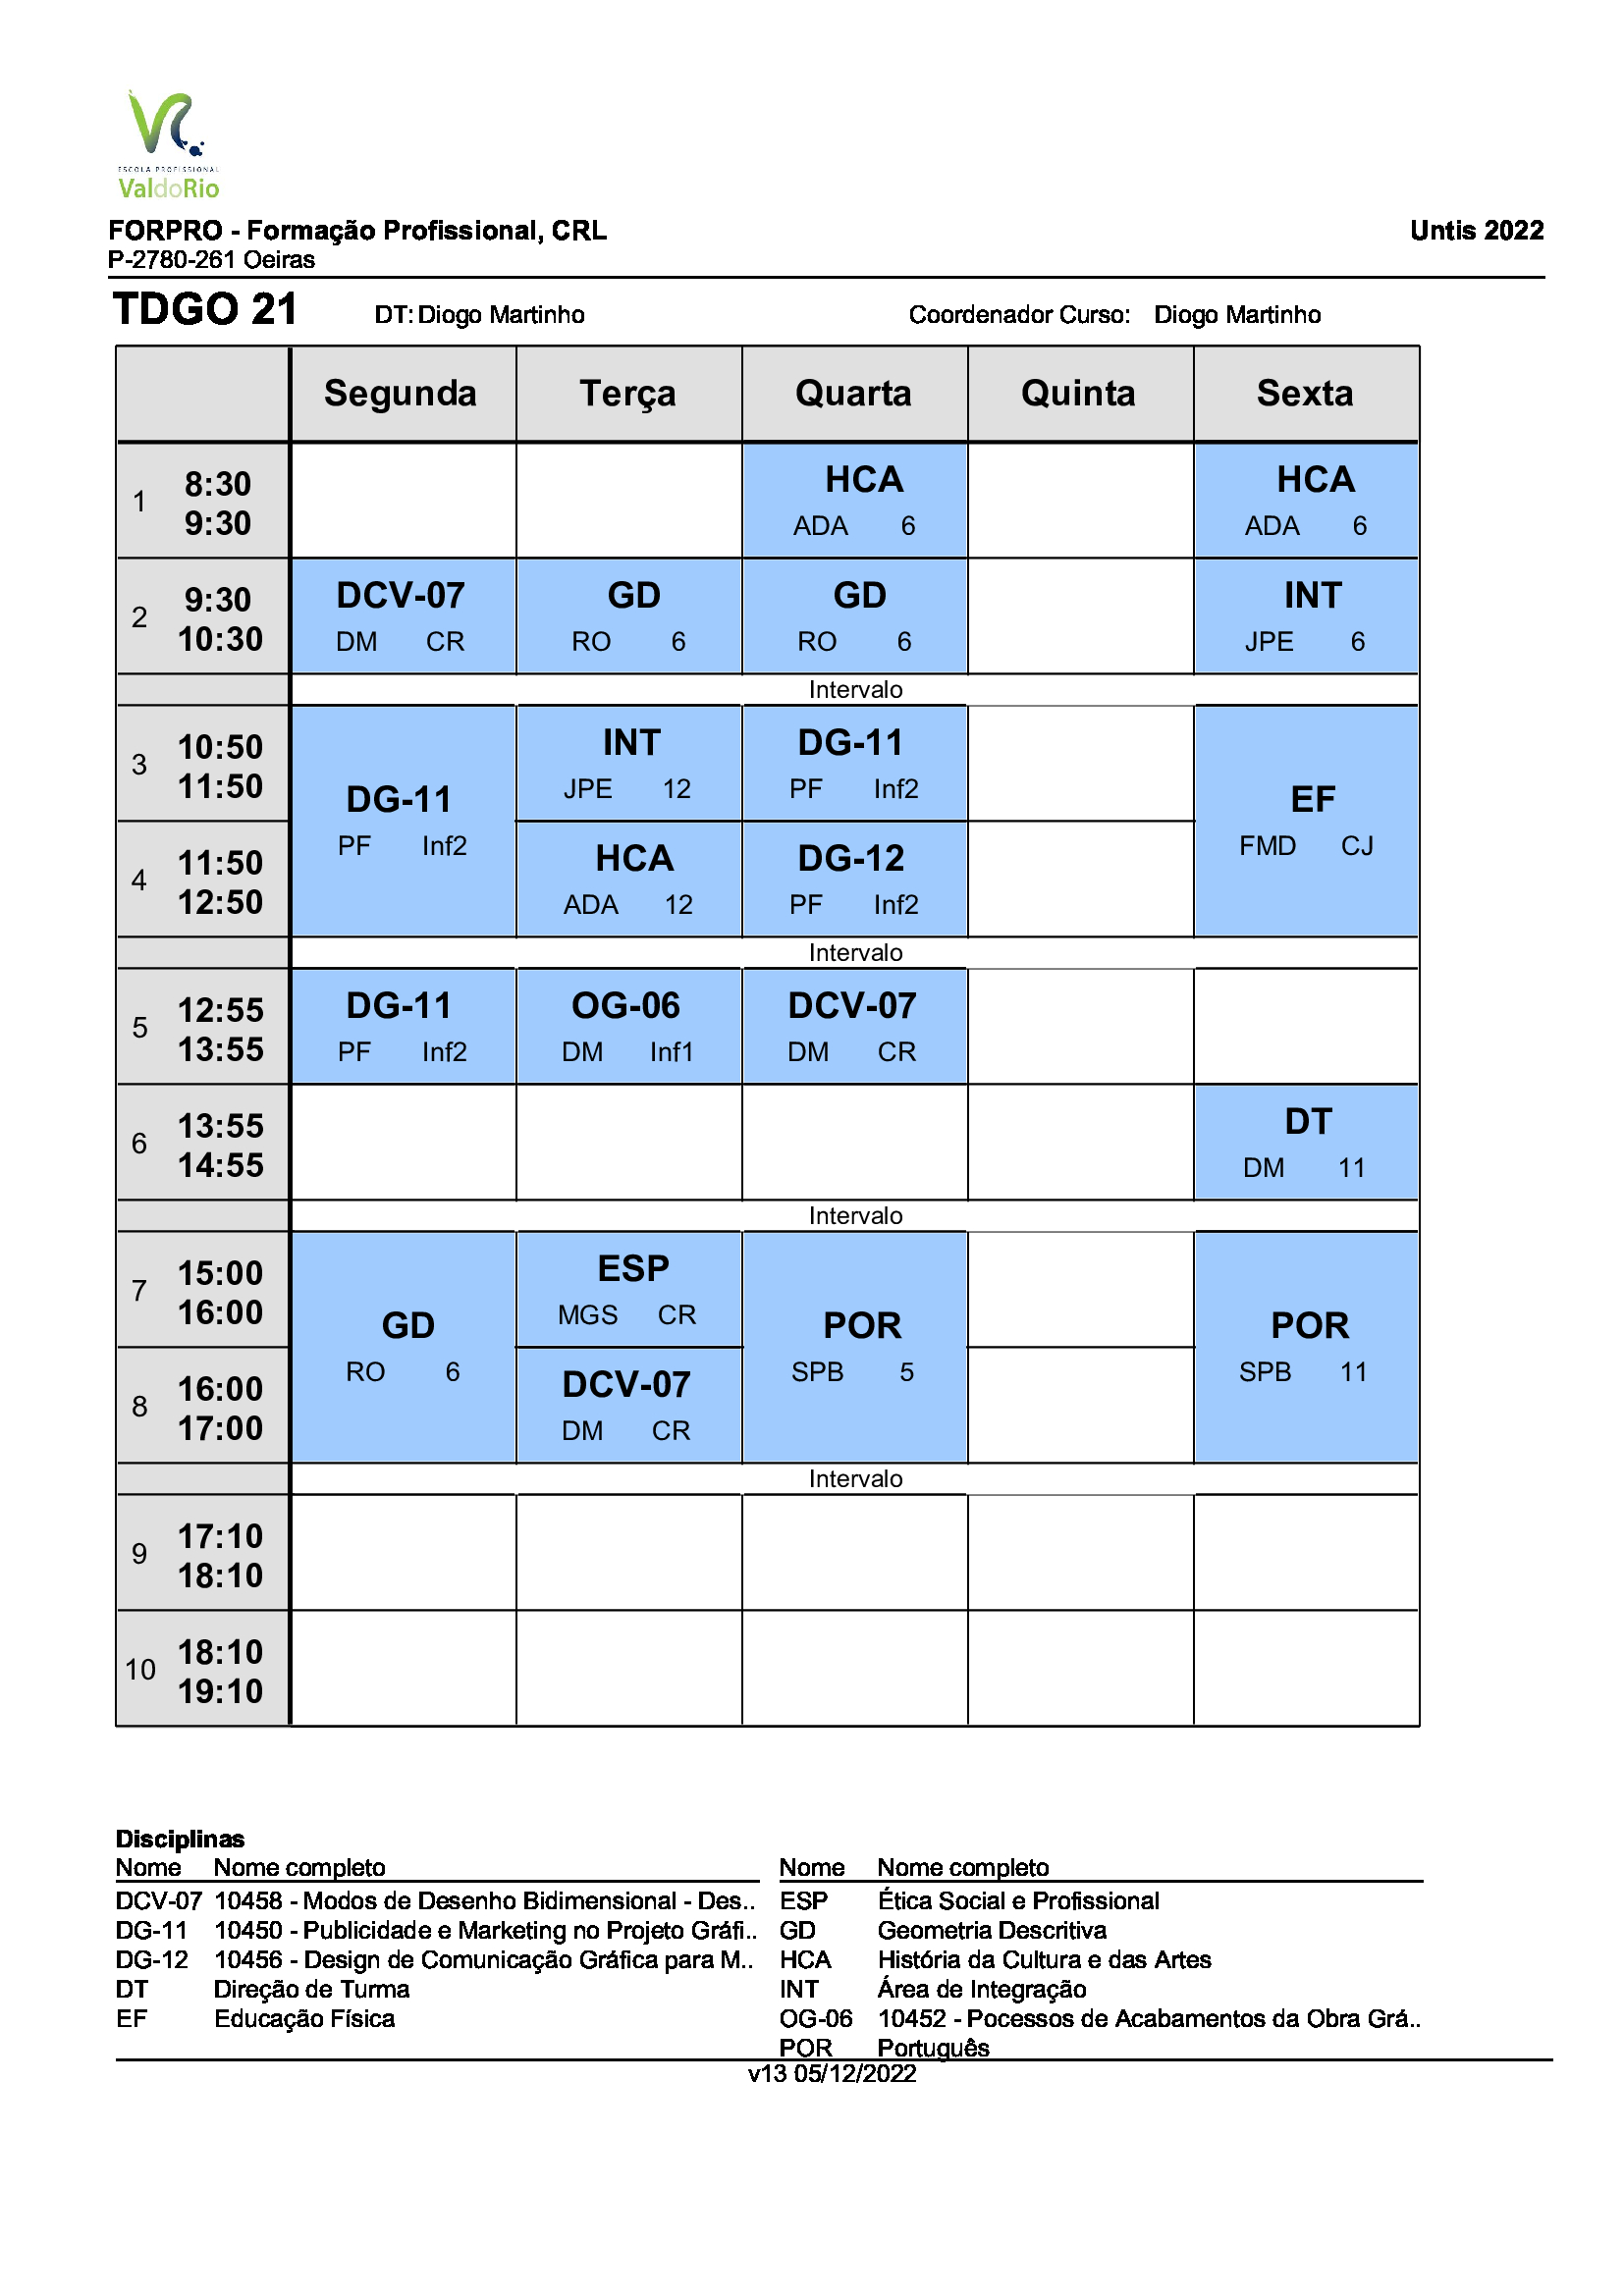 ESCOLA PROFISSIONAL
ValdoRio
FORPRO - Formação Profissional, CRL Untis 2022
P-2780-261 Oeiras
TDGO 21 DT: Diogo Martinho Coordenador Curso: Diogo Martinho
Segunda Terça Quarta Quinta Sexta
1 8:30 9:30 HCA ADA 6 HCA ADA 6
2 9:30 10:30 DCV-07 DM CR GD RO 6 GD RO 6 INT JPE 6
Intervalo
3 10:50 11:50 DG-11 PF Inf2 INT JPE 12 DG-11 PF Inf2 EF FMD CJ
4 11:50 12:50 HCA ADA 12 DG-12 PF Inf2
Intervalo
5 12:55 13:55 DG-11 PF Inf2 OG-06 DM Inf1 DCV-07 DM CR
6 13:55 14:55 DT DM 11
Intervalo
7 15:00 16:00 GD RO 6 ESP MGS CR POR SPB 5 POR SPB 11
8 16:00 17:00 DCV-07 DM CR
Intervalo
9 17:10 18:10
10 18:10 19:10
Disciplinas
Nome Nome completo Nome Nome completo
DCV-07 10458 - Modos de Desenho Bidimensional - Des.. ESP Ética Social e Profissional
DG-11 10450 - Publicidade e Marketing no Projeto Gráfi.. GD Geometria Descritiva
DG-12 10456 - Design de Comunicação Gráfica para M.. HCA História da Cultura e das Artes
DT Direção de Turma INT Área de Integração
EF Educação Física OG-06 10452 - Pocessos de Acabamentos da Obra Grá..
POR Português
v13 05/12/2022